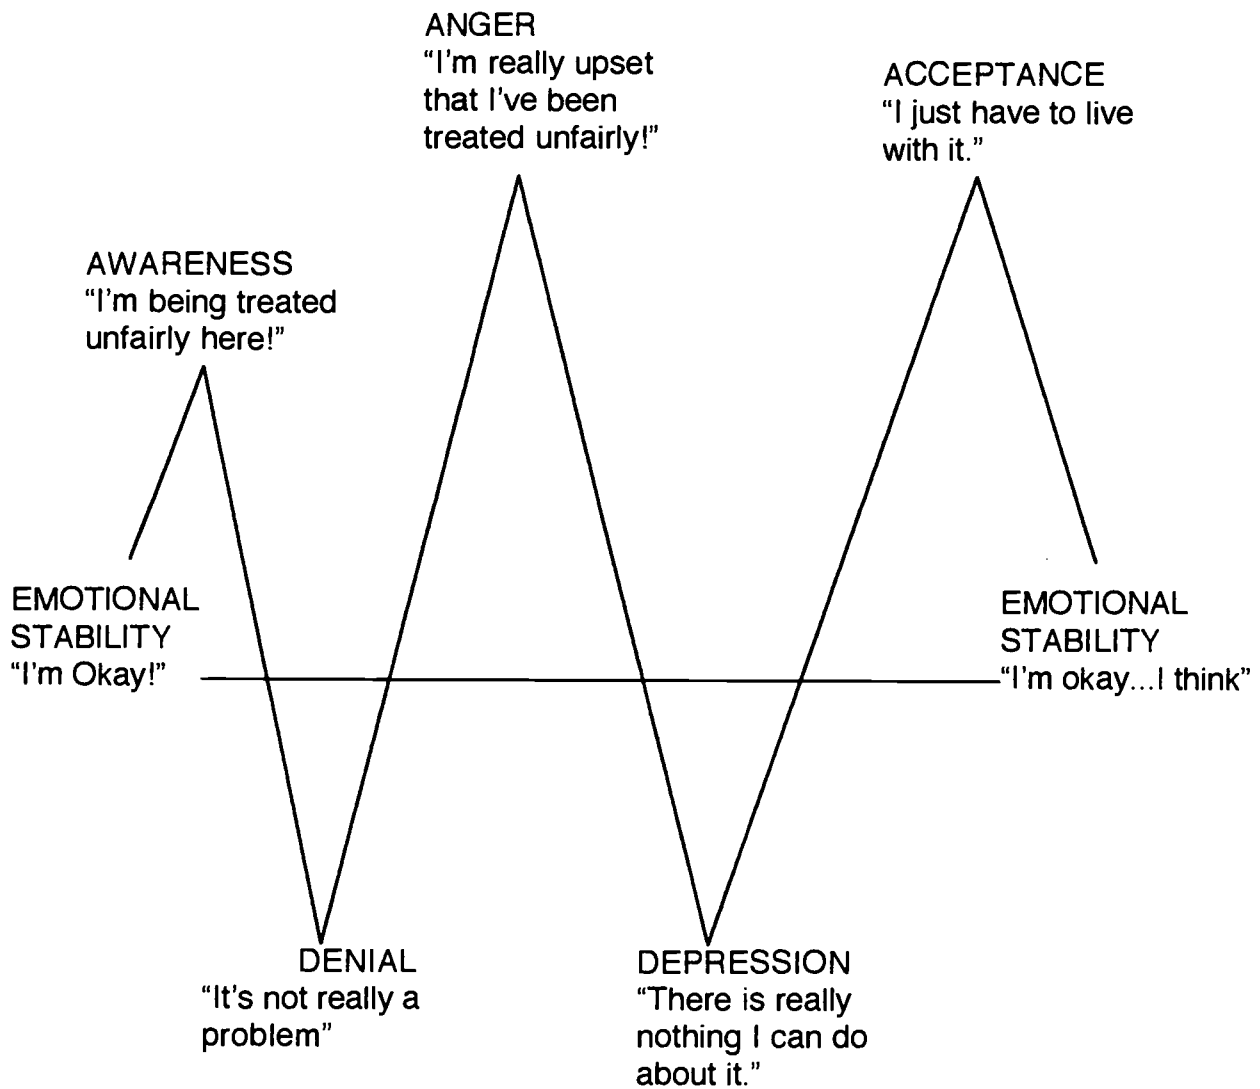 ANGER
“I'm really upset
that I've been
treated unfairly!”
ACCEPTANCE
“I just have to live
with it.”
AWARENESS
“I'm being treated
unfairly here!”
EMOTIONAL
STABILITY
“I'm Okay!”
EMOTIONAL
STABILITY
“I'm okay...I think”
DENIAL
“It's not really a
problem”
DEPRESSION
“There is really
nothing I can do
about it.”